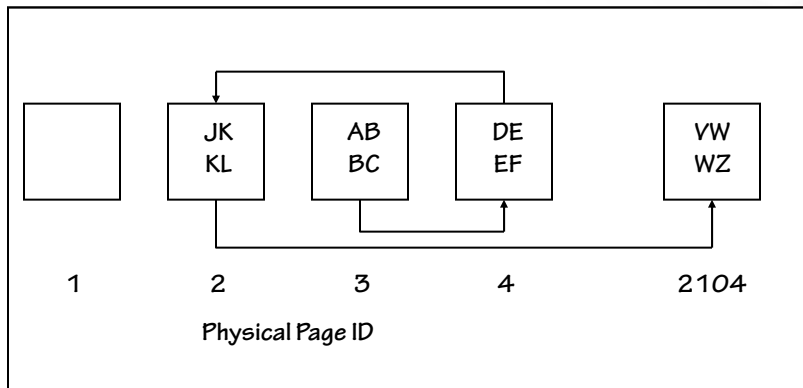 JK AB DE VW
KL BC EF WZ
1 2 3 4 2104
Physical Page ID